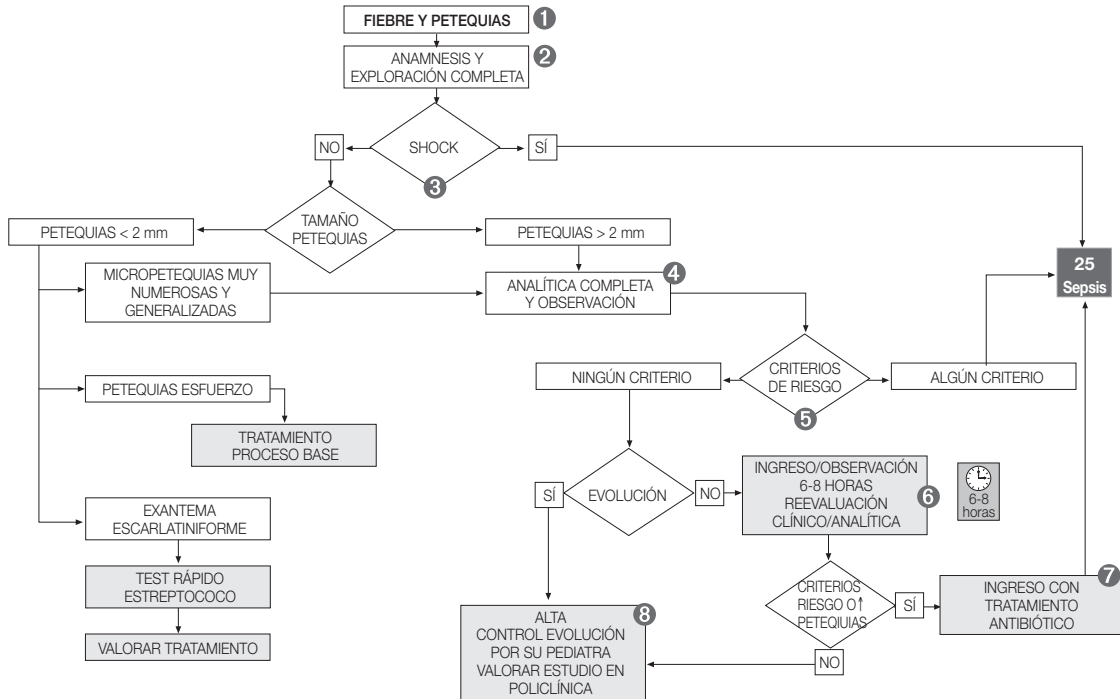 FIEBRE Y PETEQUIAS
1
ANAMNESIS Y
EXPLORACIÓN COMPLETA
2
NO
SHOCK
SÍ
3
PETEQUIAS < 2 mm
TAMAÑO
PETEQUIAS
PETEQUIAS > 2 mm
MICROPETEQUIAS MUY
NUMEROSAS Y
GENERALIZADAS
ANALÍTICA COMPLETA
Y OBSERVACIÓN
4
25
Sepsis
PETEQUIAS ESFUERZO
NINGÚN CRITERIO
CRITERIOS
DE RIESGO
5
ALGÚN CRITERIO
TRATAMIENTO
PROCESO BASE
SÍ
EVOLUCIÓN
NO
INGRESO/OBSERVACIÓN
6-8 HORAS
REEVALUACIÓN
CLÍNICO/ANALÍTICA
6
6-8
horas
EXANTEMA
ESCARLATINIFORME
TEST RÁPIDO
ESTREPTOCOCO
VALORAR TRATAMIENTO
CRITERIOS
RIESGO O↑
PETEQUIAS
SÍ
INGRESO CON
TRATAMIENTO
ANTIBIÓTICO
7
NO
ALTA
CONTROL EVOLUCIÓN
POR SU PEDIATRA
VALORAR ESTUDIO EN
POLICLÍNICA
8